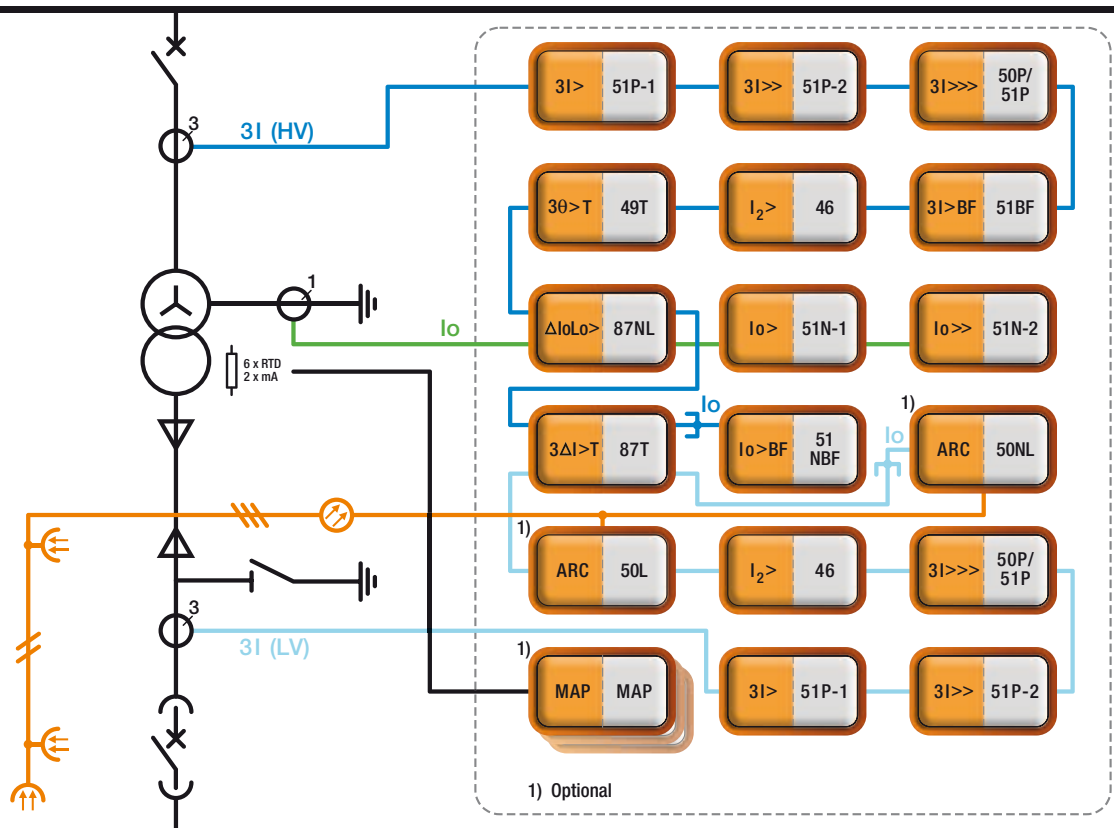 3I> 51P-1
3I>> 51P-2
3I>>> 50P/
51P
3
3I (HV)
3θ>T 49T
I₂> 46
3I>BF 51BF
1
Io
ΔIoLo> 87NL
Io> 51N-1
Io>> 51N-2
6 x RTD
2 x mA
3ΔI>T 87T
Io
Io>BF 51
NBF
Io
1)
ARC 50NL
1)
ARC 50L
I₂> 46
3I>>> 50P/
51P
3
3I (LV)
1)
MAP MAP
3I> 51P-1
3I>> 51P-2
1) Optional